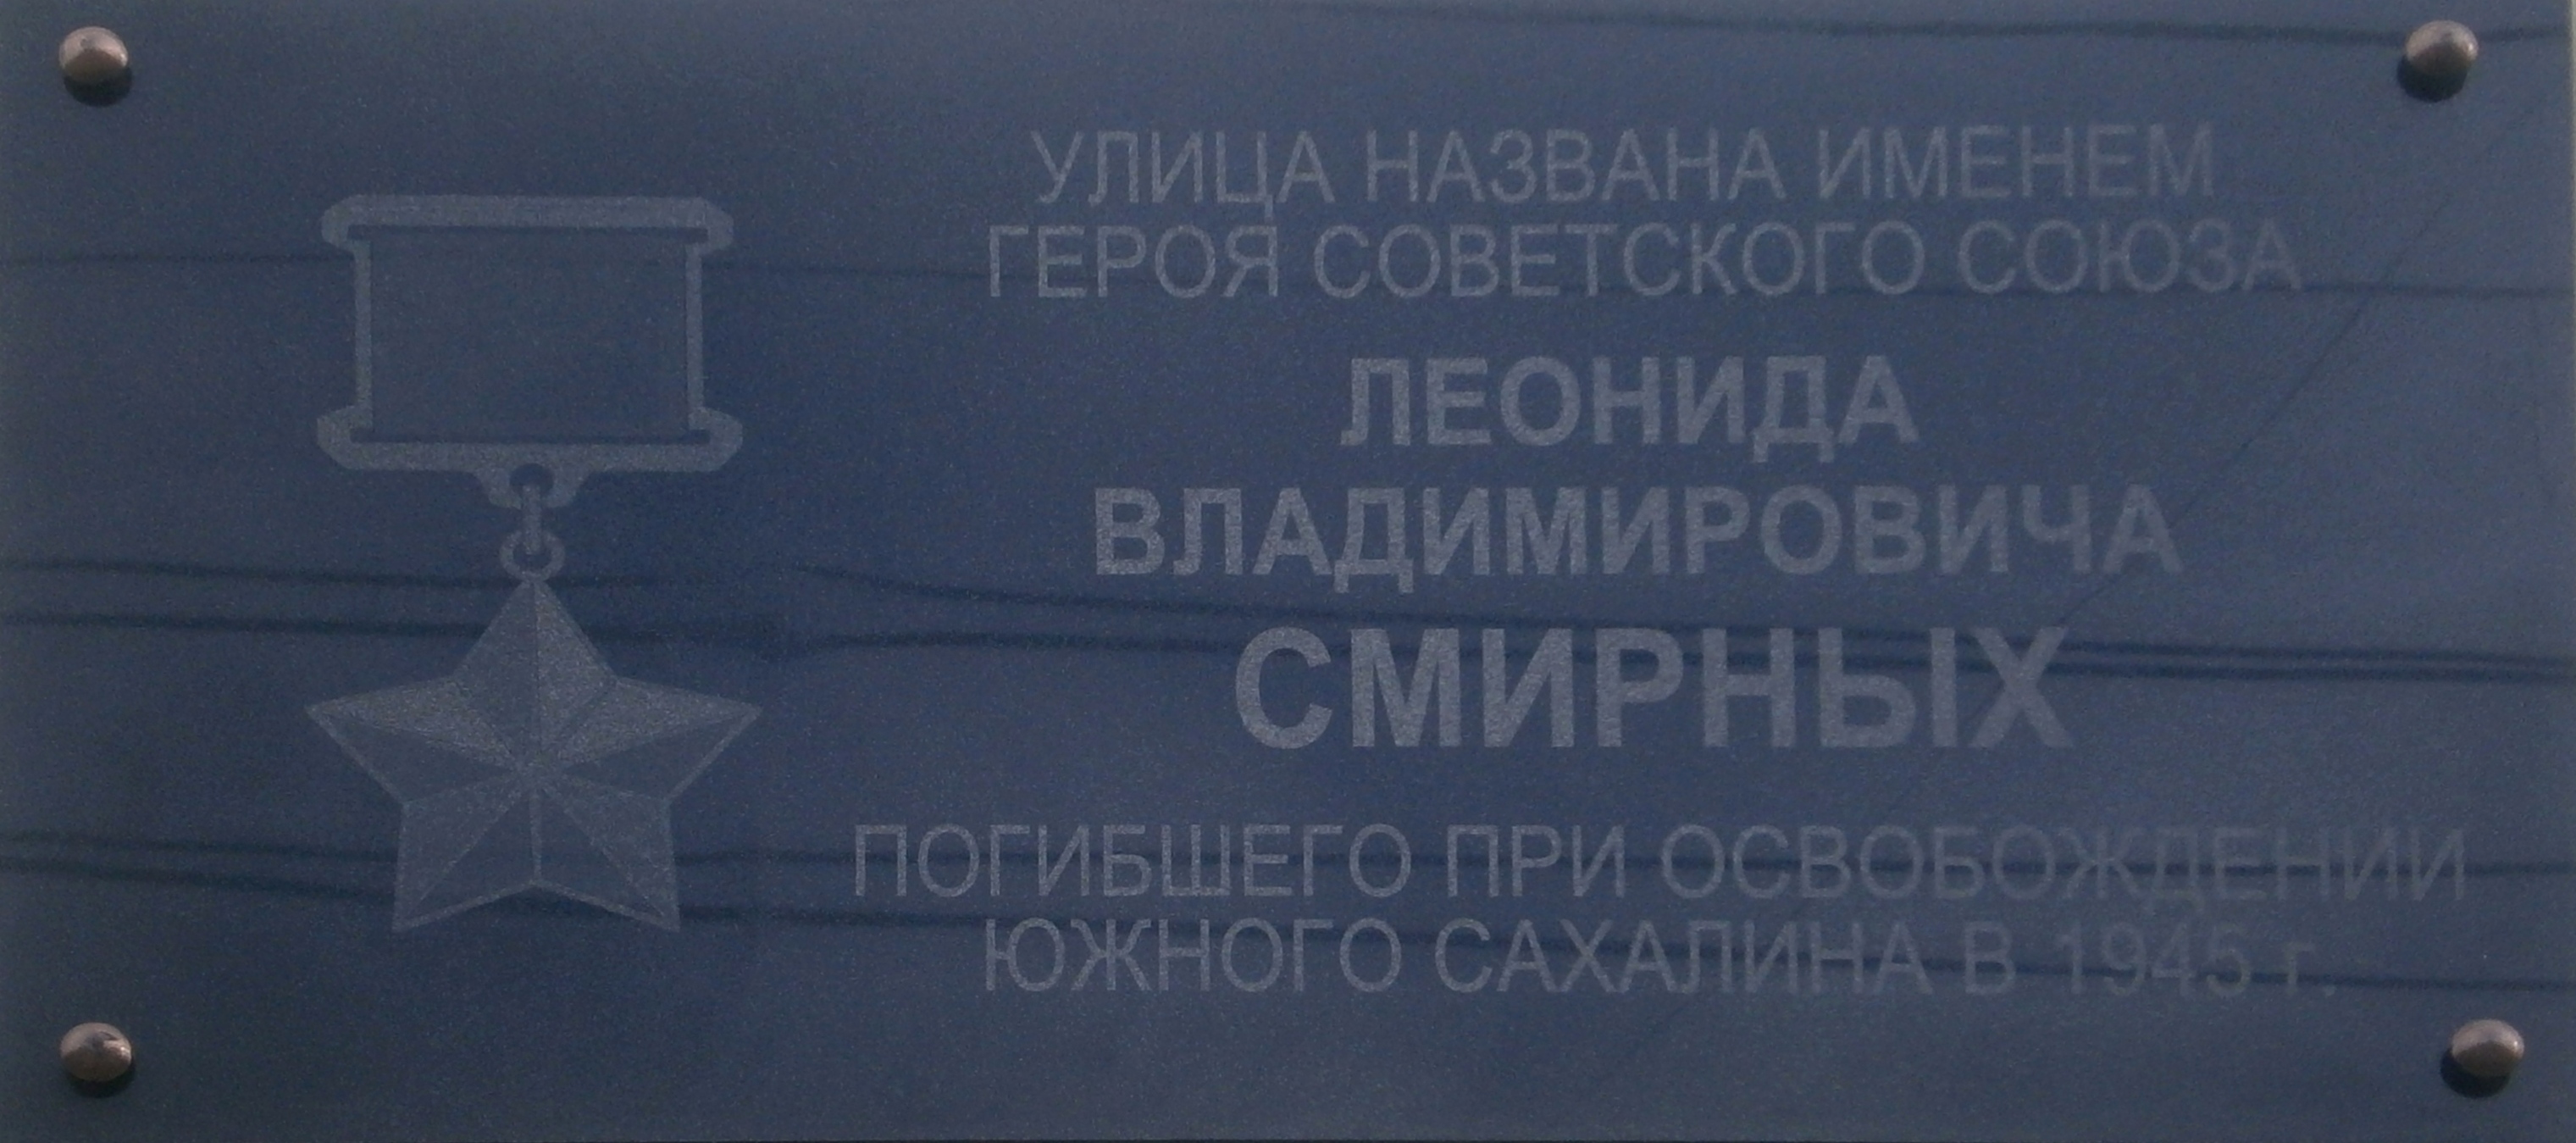 УЛИЦА НАЗВАНА ИМЕНЕМ
ГЕРОЯ СОВЕТСКОГО СОЮЗА
ЛЕОНИДА
ВЛАДИМИРОВИЧА
СМИРНЫХ
ПОГИБШЕГО ПРИ ОСВОБОЖДЕНИИ
ЮЖНОГО САХАЛИНА В 1945 г.